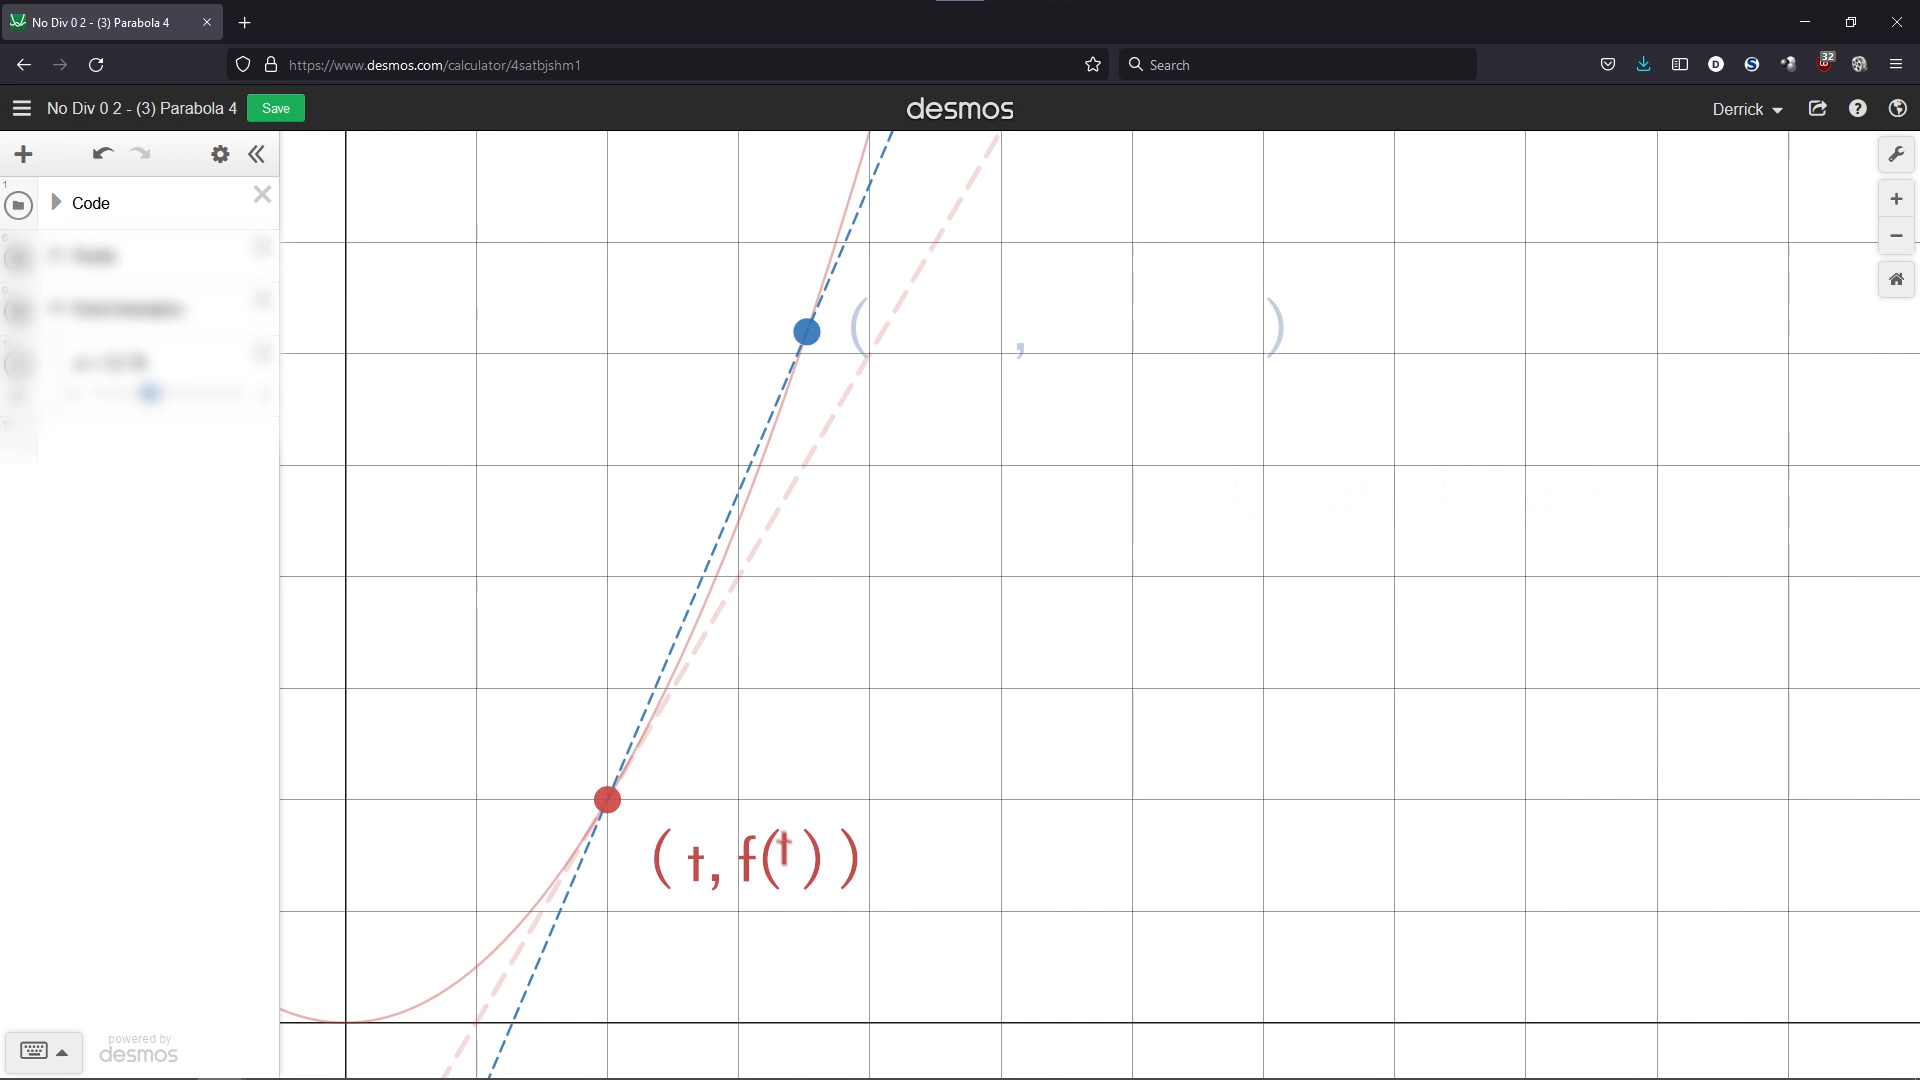 No Div 0 2 - (3) Parabola 4
https://www.desmos.com/calculator/4satbjshm1
Search
32
No Div 0 2 - (3) Parabola 4
Save
desmos
Derrick
1
Code
( , )
( t, f(t) )
powered by
desmos